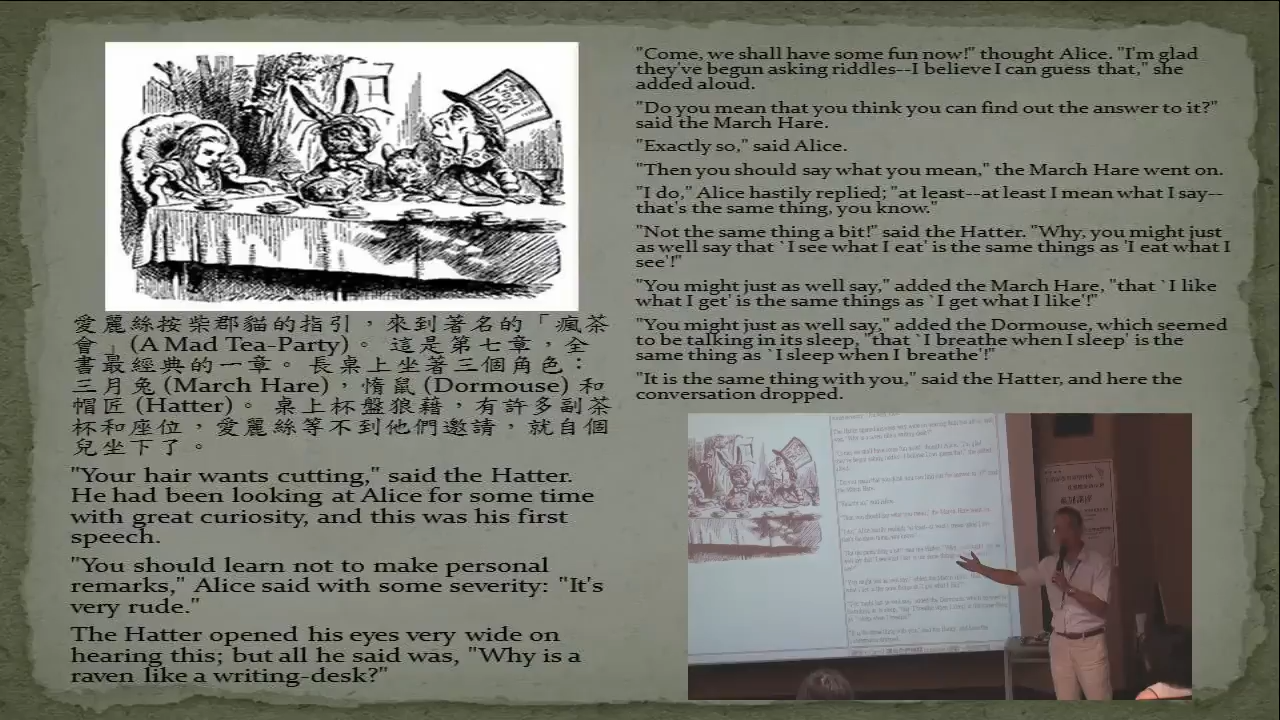 愛麗絲按柴郡貓的指引，來到著名的「瘋茶
會」(A Mad Tea-Party)。 這是第七章，全
書最經典的一章。長桌上坐著三個角色：
三月兔 (March Hare)，惰鼠 (Dormouse) 和
帽匠 (Hatter)。 桌上杯盤狼藉，有許多副茶
杯和座位，愛麗絲等不到他們邀請，就自個
兒坐下了。
"Your hair wants cutting," said the Hatter.
He had been looking at Alice for some time
with great curiosity, and this was his first
speech.
"You should learn not to make personal
remarks," Alice said with some severity: "It's
very rude."
The Hatter opened his eyes very wide on
hearing this; but all he said was, "Why is a
raven like a writing-desk?"
"Come, we shall have some fun now!" thought Alice. "I'm glad
they've begun asking riddles--I believe I can guess that," she
added aloud.
"Do you mean that you think you can find out the answer to it?"
said the March Hare.
"Exactly so," said Alice.
"Then you should say what you mean," the March Hare went on.
"I do," Alice hastily replied; "at least--at least I mean what I say--
that's the same thing, you know."
"Not the same thing a bit!" said the Hatter. "Why, you might just
as well say that `I see what I eat' is the same things as 'I eat what I
see'!"
"You might just as well say," added the March Hare, "that `I like
what I get' is the same things as `I get what I like'!"
"You might just as well say," added the Dormouse, which seemed
to be talking in its sleep, "that `I breathe when I sleep' is the
same thing as `I sleep when I breathe'!"
"It is the same thing with you," said the Hatter, and here the
conversation dropped.